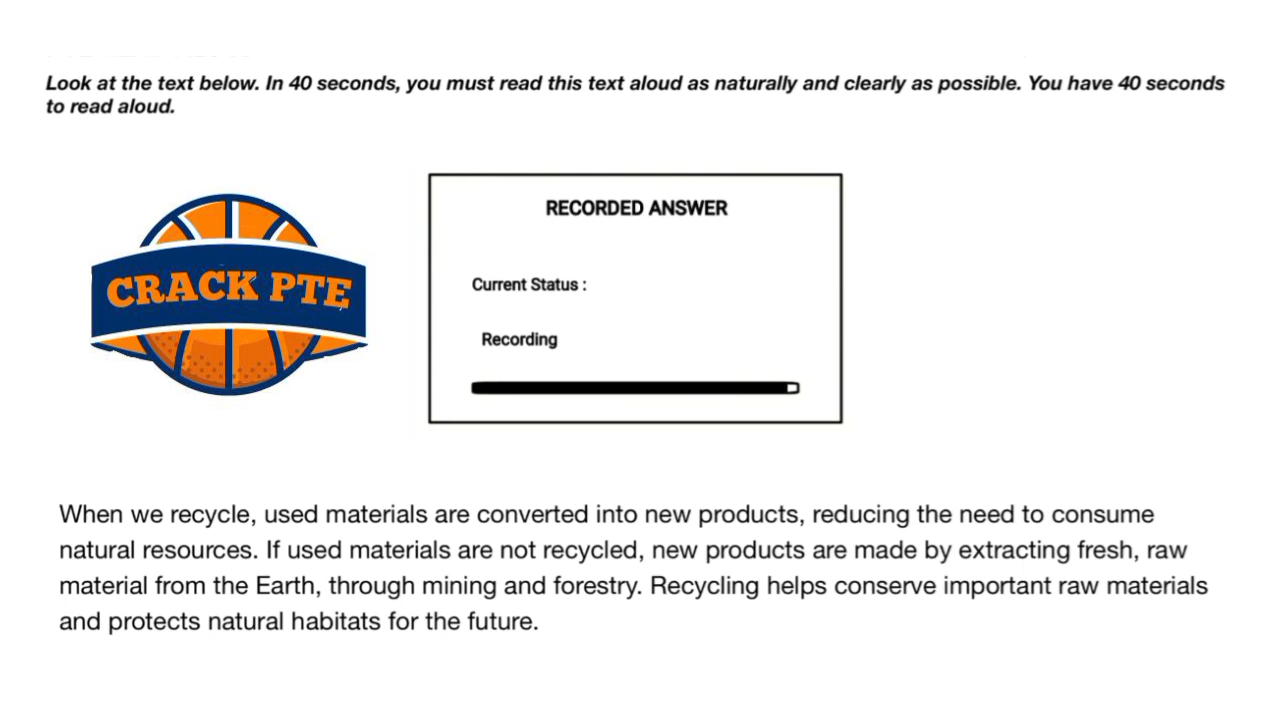 Look at the text below. In 40 seconds, you must read this text aloud as naturally and clearly as possible. You have 40 seconds
to read aloud.
CRACK PTE
RECORDED ANSWER
Current Status :
Recording
When we recycle, used materials are converted into new products, reducing the need to consume
natural resources. If used materials are not recycled, new products are made by extracting fresh, raw
material from the Earth, through mining and forestry. Recycling helps conserve important raw materials
and protects natural habitats for the future.